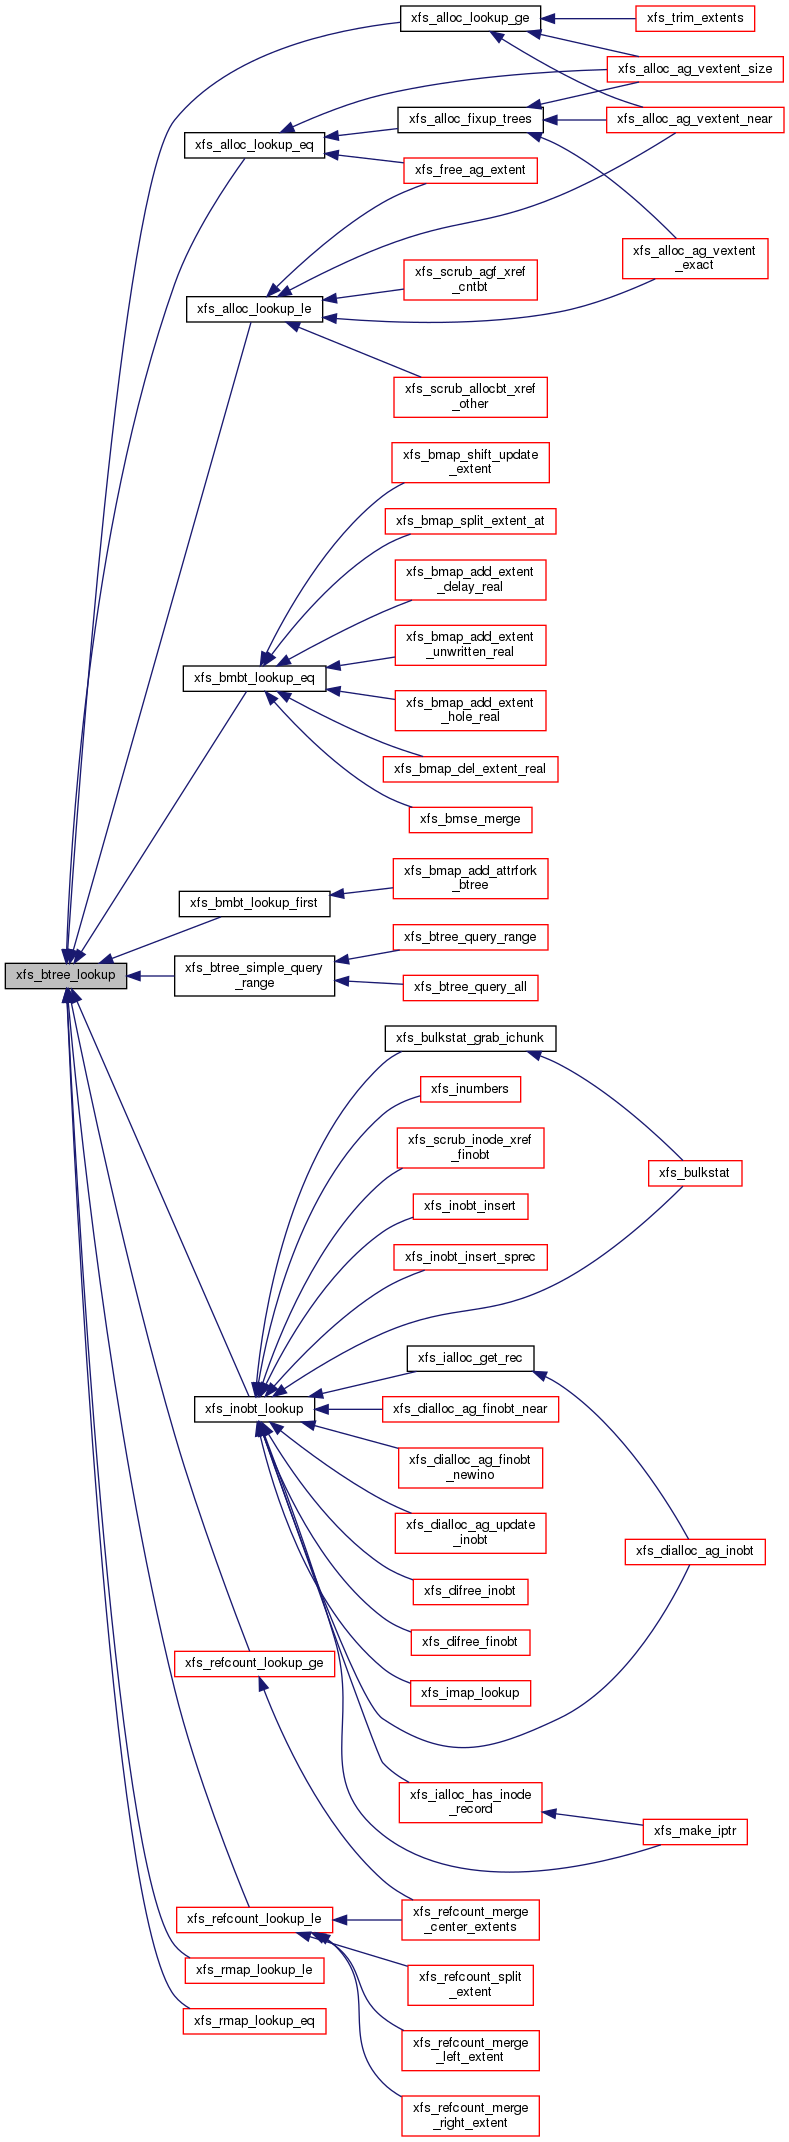 xfs_alloc_lookup_ge
xfs_trim_extents
xfs_alloc_ag_vextent_size
xfs_alloc_fixup_trees
xfs_alloc_ag_vextent_near
xfs_alloc_lookup_eq
xfs_free_ag_extent
xfs_alloc_ag_vextent
_exact
xfs_scrub_agf_xref
_cntbt
xfs_alloc_lookup_le
xfs_scrub_allocbt_xref
_other
xfs_bmap_shift_update
_extent
xfs_bmap_split_extent_at
xfs_bmap_add_extent
_delay_real
xfs_bmap_add_extent
_unwritten_real
xfs_bmbt_lookup_eq
xfs_bmap_add_extent
_hole_real
xfs_bmap_del_extent_real
xfs_bmse_merge
xfs_bmap_add_attrfork
_btree
xfs_bmbt_lookup_first
xfs_btree_query_range
xfs_btree_lookup
xfs_btree_simple_query
_range
xfs_btree_query_all
xfs_bulkstat_grab_ichunk
xfs_inumbers
xfs_scrub_inode_xref
_finobt
xfs_bulkstat
xfs_inobt_insert
xfs_inobt_insert_sprec
xfs_ialloc_get_rec
xfs_inobt_lookup
xfs_dialloc_ag_finobt_near
xfs_dialloc_ag_finobt
_newino
xfs_dialloc_ag_update
_inobt
xfs_dialloc_ag_inobt
xfs_difree_inobt
xfs_difree_finobt
xfs_refcount_lookup_ge
xfs_imap_lookup
xfs_ialloc_has_inode
_record
xfs_make_iptr
xfs_refcount_lookup_le
xfs_refcount_merge
_center_extents
xfs_rmap_lookup_le
xfs_refcount_split
_extent
xfs_rmap_lookup_eq
xfs_refcount_merge
_left_extent
xfs_refcount_merge
_right_extent